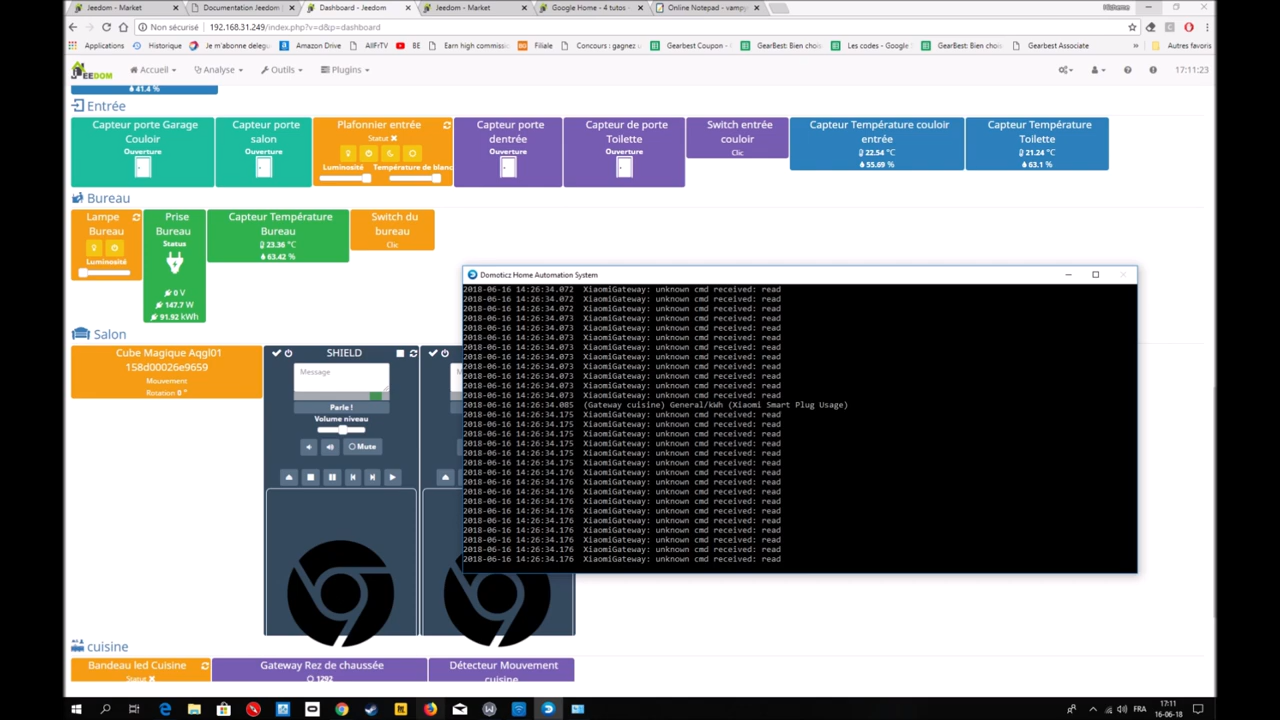 Jeedom - Market
Documentation Jeedom
Dashboard - Jeedom
Jeedom - Market
Google Home - 4 tutos -
Online Notepad - vampy
Non sécurisé
192.168.31.249/index.php?v=d&p=dashboard
Applications
Historique
Je m'abonne deleg
Amazon Drive
AliFrTV
BE
Earn high commissi
Filiale
Concours : gagnez u
Gearbest Coupon -
GearBest: Bien chois
Les codes - Google
GearBest: Bien chois
Gearbest Associate
»
Autres favoris
JEEDOM
Accueil
Analyse
Outils
Plugins
17:11:23
41.4 %
Entrée
Capteur porte Garage
Couloir
Ouverture
Capteur porte
salon
Ouverture
Plafonnier entrée
Statut
Luminosité
Température de blanc
Capteur porte
dentrée
Ouverture
Capteur de porte
Toilette
Ouverture
Switch entrée
couloir
Clic
Capteur Température couloir
entrée
22.54 °C
55.69 %
Capteur Température
Toilette
21.24 °C
63.1 %
Bureau
Lampe
Bureau
Luminosité
Prise
Bureau
Status
0 V
147.7 W
91.92 kWh
Capteur Température
Bureau
23.36 °C
63.42 %
Switch du
bureau
Clic
Salon
Cube Magique Aqgl01
158d00026e9659
Mouvement
Rotation 0 °
SHIELD
Message
Parle !
Volume niveau
Mute
Domoticz Home Automation System
2018-06-16 14:26:34.072 XiaomiGateway: unknown cmd received: read
2018-06-16 14:26:34.072 XiaomiGateway: unknown cmd received: read
2018-06-16 14:26:34.072 XiaomiGateway: unknown cmd received: read
2018-06-16 14:26:34.073 XiaomiGateway: unknown cmd received: read
2018-06-16 14:26:34.073 XiaomiGateway: unknown cmd received: read
2018-06-16 14:26:34.073 XiaomiGateway: unknown cmd received: read
2018-06-16 14:26:34.073 XiaomiGateway: unknown cmd received: read
2018-06-16 14:26:34.073 XiaomiGateway: unknown cmd received: read
2018-06-16 14:26:34.073 XiaomiGateway: unknown cmd received: read
2018-06-16 14:26:34.073 XiaomiGateway: unknown cmd received: read
2018-06-16 14:26:34.073 XiaomiGateway: unknown cmd received: read
2018-06-16 14:26:34.073 XiaomiGateway: unknown cmd received: read
2018-06-16 14:26:34.085 (Gateway cuisine) General/kWh (Xiaomi Smart Plug Usage)
2018-06-16 14:26:34.175 XiaomiGateway: unknown cmd received: read
2018-06-16 14:26:34.175 XiaomiGateway: unknown cmd received: read
2018-06-16 14:26:34.175 XiaomiGateway: unknown cmd received: read
2018-06-16 14:26:34.175 XiaomiGateway: unknown cmd received: read
2018-06-16 14:26:34.175 XiaomiGateway: unknown cmd received: read
2018-06-16 14:26:34.175 XiaomiGateway: unknown cmd received: read
2018-06-16 14:26:34.176 XiaomiGateway: unknown cmd received: read
2018-06-16 14:26:34.176 XiaomiGateway: unknown cmd received: read
2018-06-16 14:26:34.176 XiaomiGateway: unknown cmd received: read
2018-06-16 14:26:34.176 XiaomiGateway: unknown cmd received: read
2018-06-16 14:26:34.176 XiaomiGateway: unknown cmd received: read
2018-06-16 14:26:34.176 XiaomiGateway: unknown cmd received: read
2018-06-16 14:26:34.176 XiaomiGateway: unknown cmd received: read
2018-06-16 14:26:34.176 XiaomiGateway: unknown cmd received: read
2018-06-16 14:26:34.176 XiaomiGateway: unknown cmd received: read
2018-06-16 14:26:34.176 XiaomiGateway: unknown cmd received: read
cuisine
Bandeau led Cuisine
Statut
Gateway Rez de chaussée
1292
Détecteur Mouvement
cuisine
FRA
17:11
16-06-18